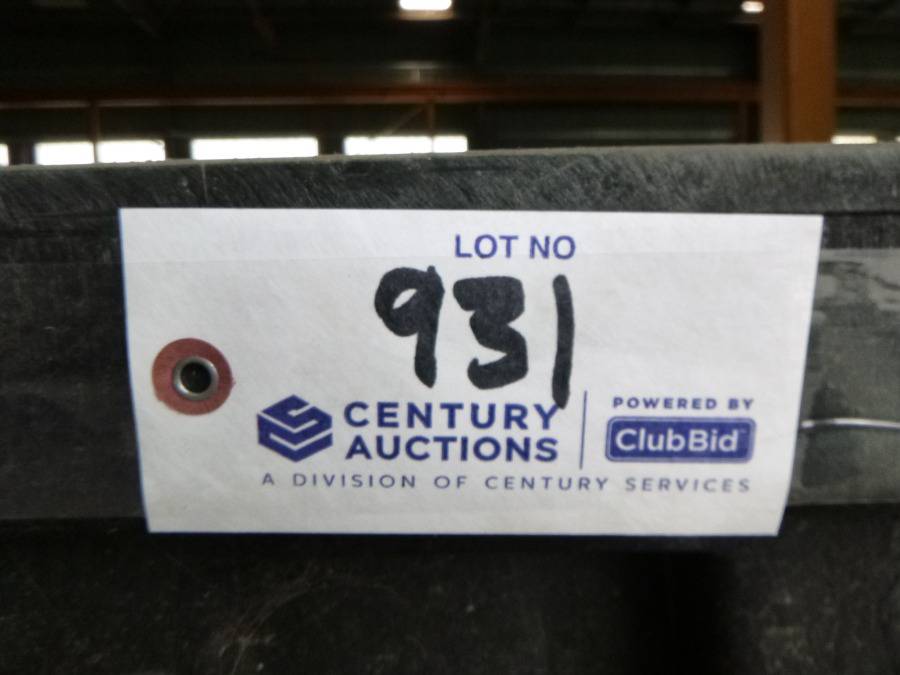 LOT NO
931
CENTURY
AUCTIONS
POWERED BY
ClubBid
A DIVISION OF CENTURY SERVICES